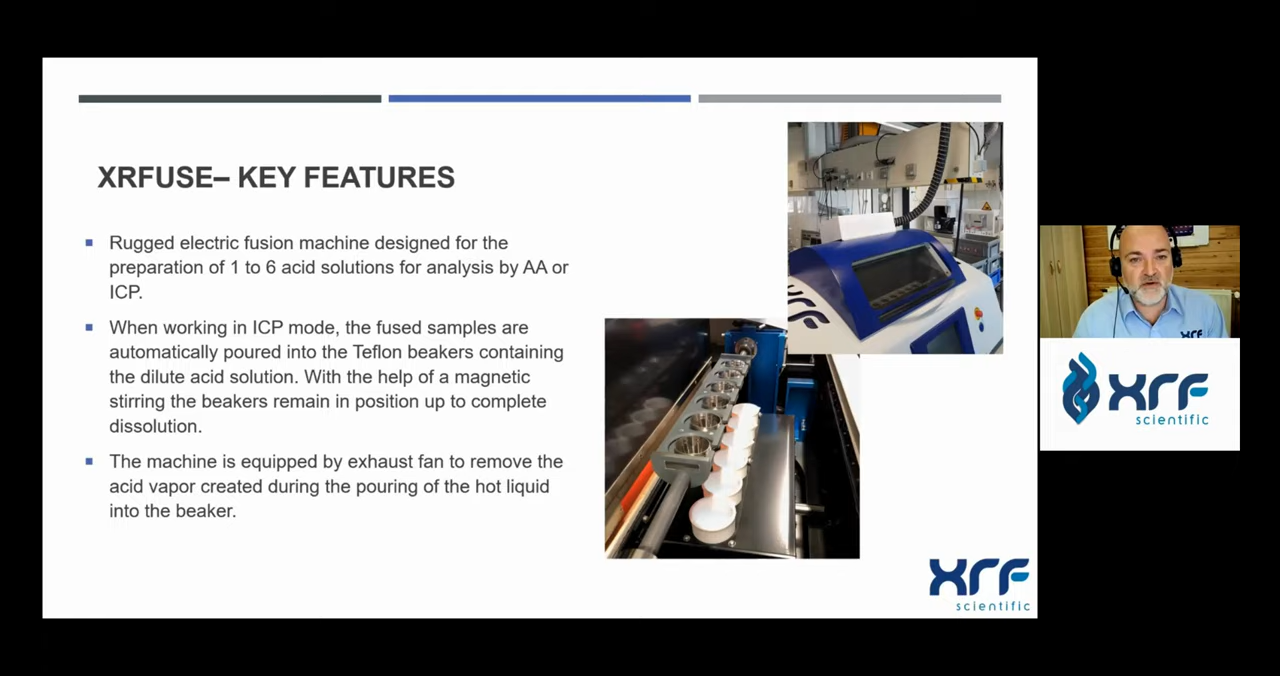 XRFUSE– KEY FEATURES
Rugged electric fusion machine designed for the
preparation of 1 to 6 acid solutions for analysis by AA or
ICP.
When working in ICP mode, the fused samples are
automatically poured into the Teflon beakers containing
the dilute acid solution. With the help of a magnetic
stirring the beakers remain in position up to complete
dissolution.
The machine is equipped by exhaust fan to remove the
acid vapor created during the pouring of the hot liquid
into the beaker.
xrf
scientific
xrf
xrf
xrf
scientific